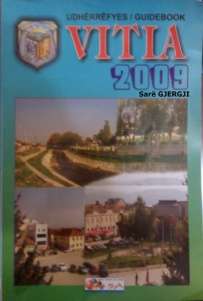 UDHËRRËFYES / GUIDEBOOK
VITIA
2009
Sarë GJERGJI